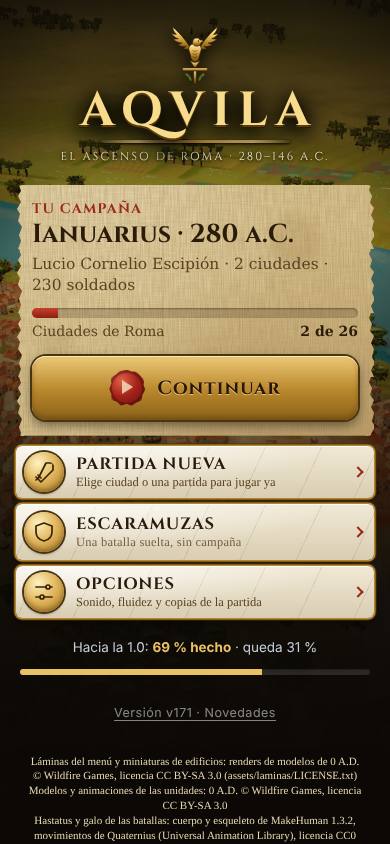 AQVILA
EL ASCENSO DE ROMA · 280–146 A.C.
TU CAMPAÑA
Ianuarius · 280 a.C.
Lucio Cornelio Escipión · 2 ciudades ·
230 soldados
Ciudades de Roma 2 de 26
Continuar
PARTIDA NUEVA
Elige ciudad o una partida para jugar ya
ESCARAMUZAS
Una batalla suelta, sin campaña
OPCIONES
Sonido, fluidez y copias de la partida
Hacia la 1.0: 69 % hecho · queda 31 %
Versión v171 · Novedades
Láminas del menú y miniaturas de edificios: renders de modelos de 0 A.D.
© Wildfire Games, licencia CC BY-SA 3.0 (assets/laminas/LICENSE.txt)
Modelos y animaciones de las unidades: 0 A.D. © Wildfire Games, licencia
CC BY-SA 3.0
Hastatus y galo de las batallas: cuerpo y esqueleto de MakeHuman 1.3.2,
movimientos de Quaternius (Universal Animation Library), licencia CC0